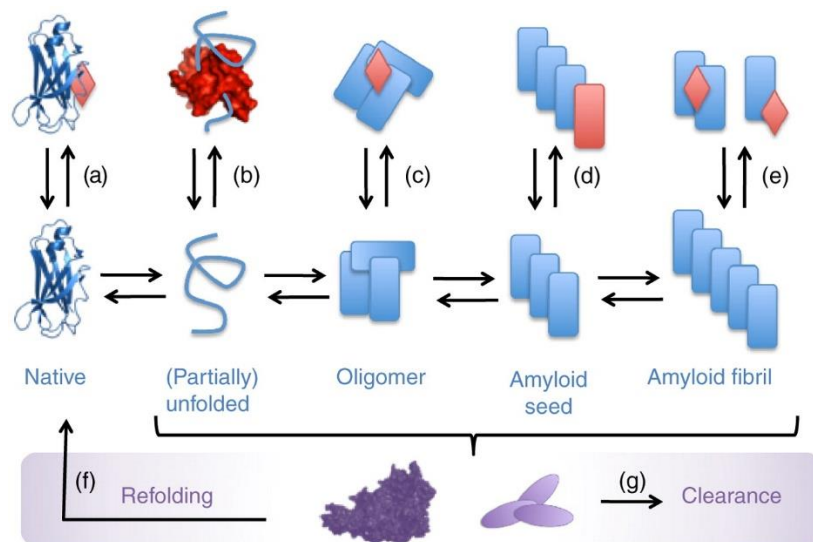 (a)
(b)
(c)
(d)
(e)
Native
(Partially)
unfolded
Oligomer
Amyloid
seed
Amyloid fibril
(f)
Refolding
(g)
Clearance